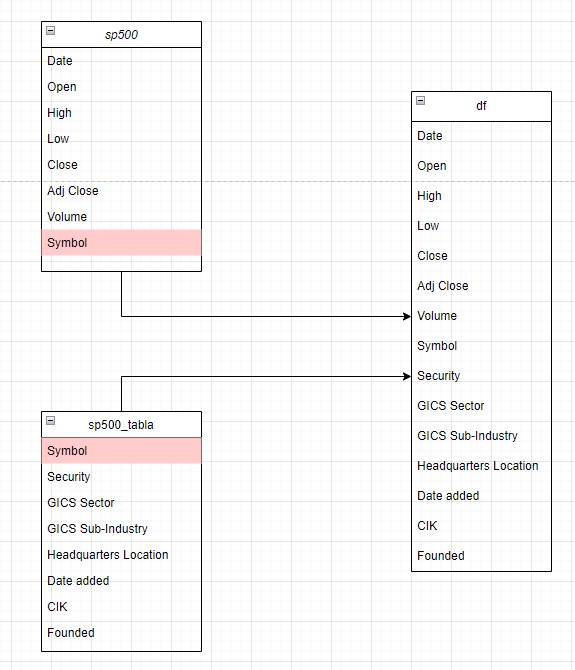 sp500
Date
Open
High
Low
Close
Adj Close
Volume
Symbol
sp500_tabla
Symbol
Security
GICS Sector
GICS Sub-Industry
Headquarters Location
Date added
CIK
Founded
df
Date
Open
High
Low
Close
Adj Close
Volume
Symbol
Security
GICS Sector
GICS Sub-Industry
Headquarters Location
Date added
CIK
Founded